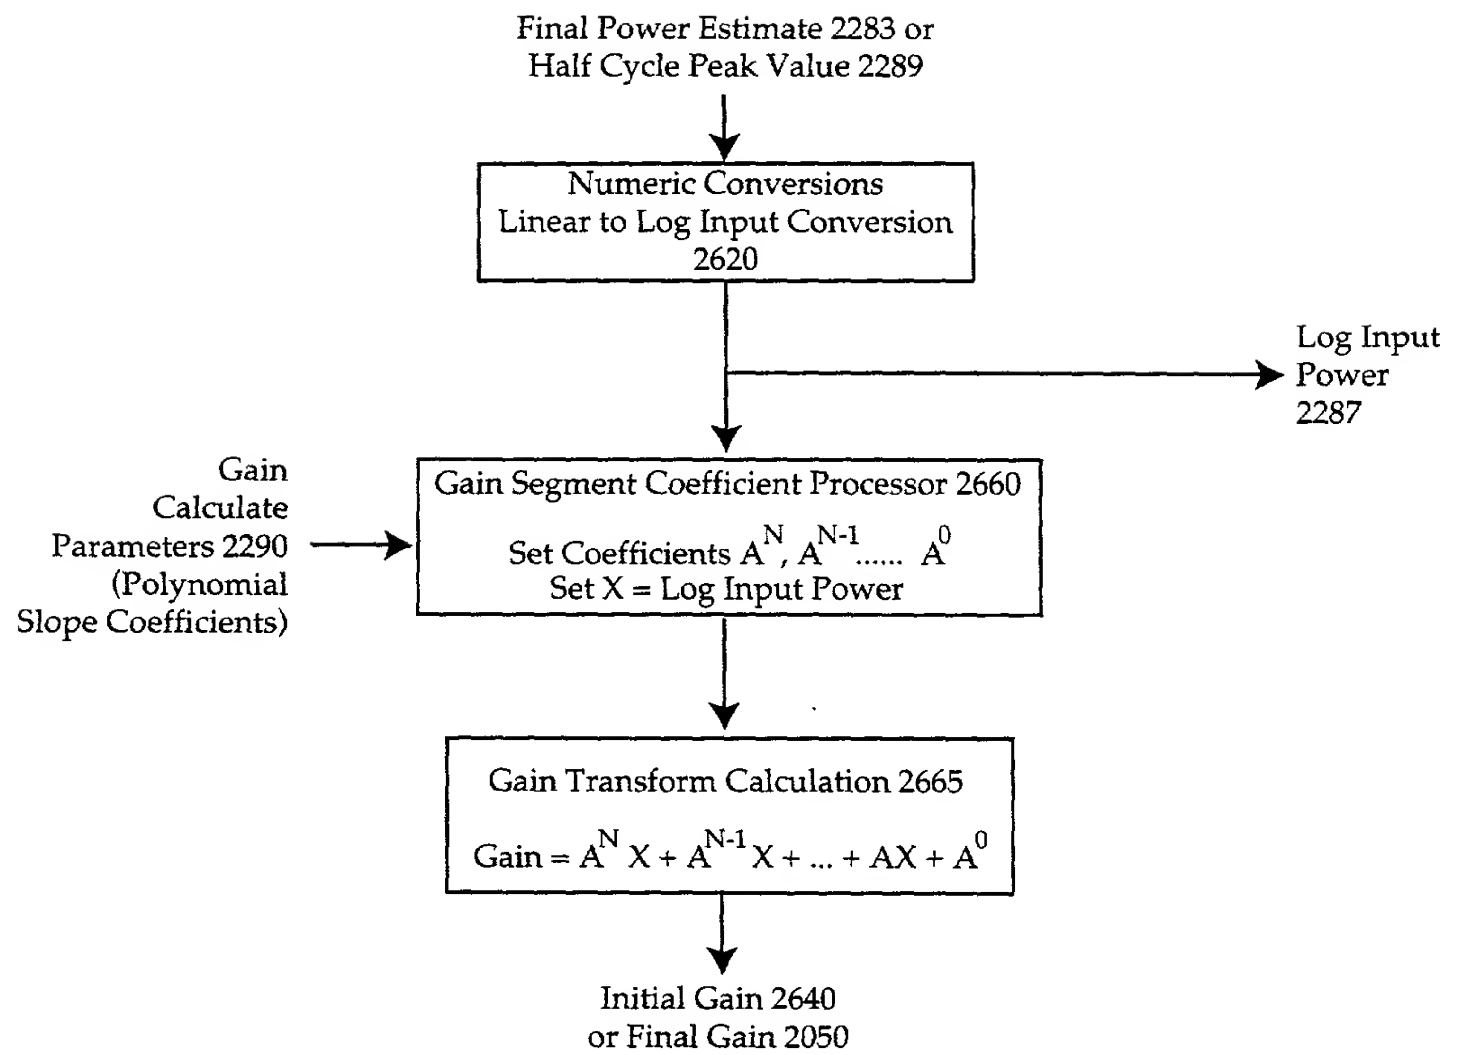 Final Power Estimate 2283 or
Half Cycle Peak Value 2289
Numeric Conversions
Linear to Log Input Conversion
2620
Log Input
Power
2287
Gain
Calculate
Parameters 2290
(Polynomial
Slope Coefficients)
Gain Segment Coefficient Processor 2660
Set Coefficients A^N, A^N-1...... A^0
Set X = Log Input Power
Gain Transform Calculation 2665
Gain = A^N X + A^N-1 X + ... + AX + A^0
Initial Gain 2640
or Final Gain 2050